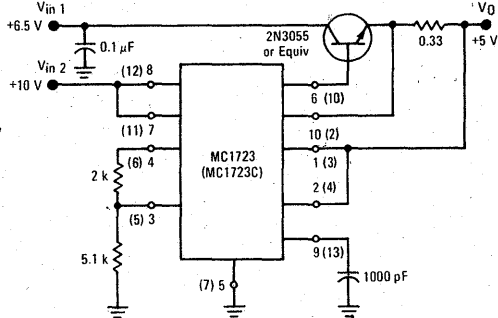 Vin 1
+6.5 V
0.1 µF
Vin 2
+10 V
2N3055
or Equiv
VO
0.33
+5 V
(12) 8
6 (10)
(11) 7
10 (2)
(6) 4
MC1723
(MC1723C)
1 (3)
2 k
2 (4)
(5) 3
9 (13)
5.1 k
(7) 5
1000 pF